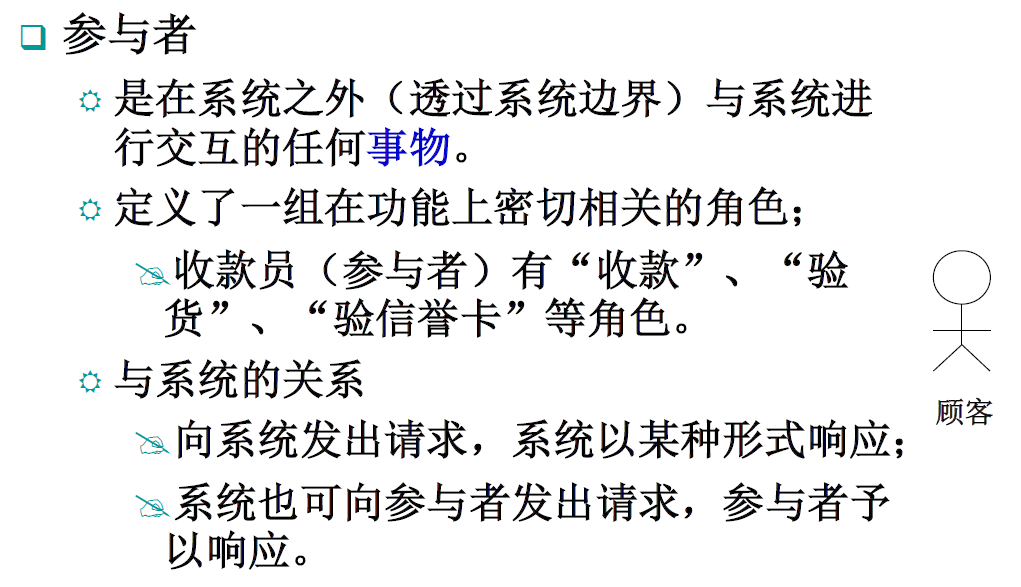 参与者
是在系统之外（透过系统边界）与系统进
行交互的任何事物。
定义了一组在功能上密切相关的角色；
收款员（参与者）有“收款”、“验
货”、“验信誉卡”等角色。
与系统的关系
向系统发出请求，系统以某种形式响应；
系统也可向参与者发出请求，参与者予
以响应。
顾客